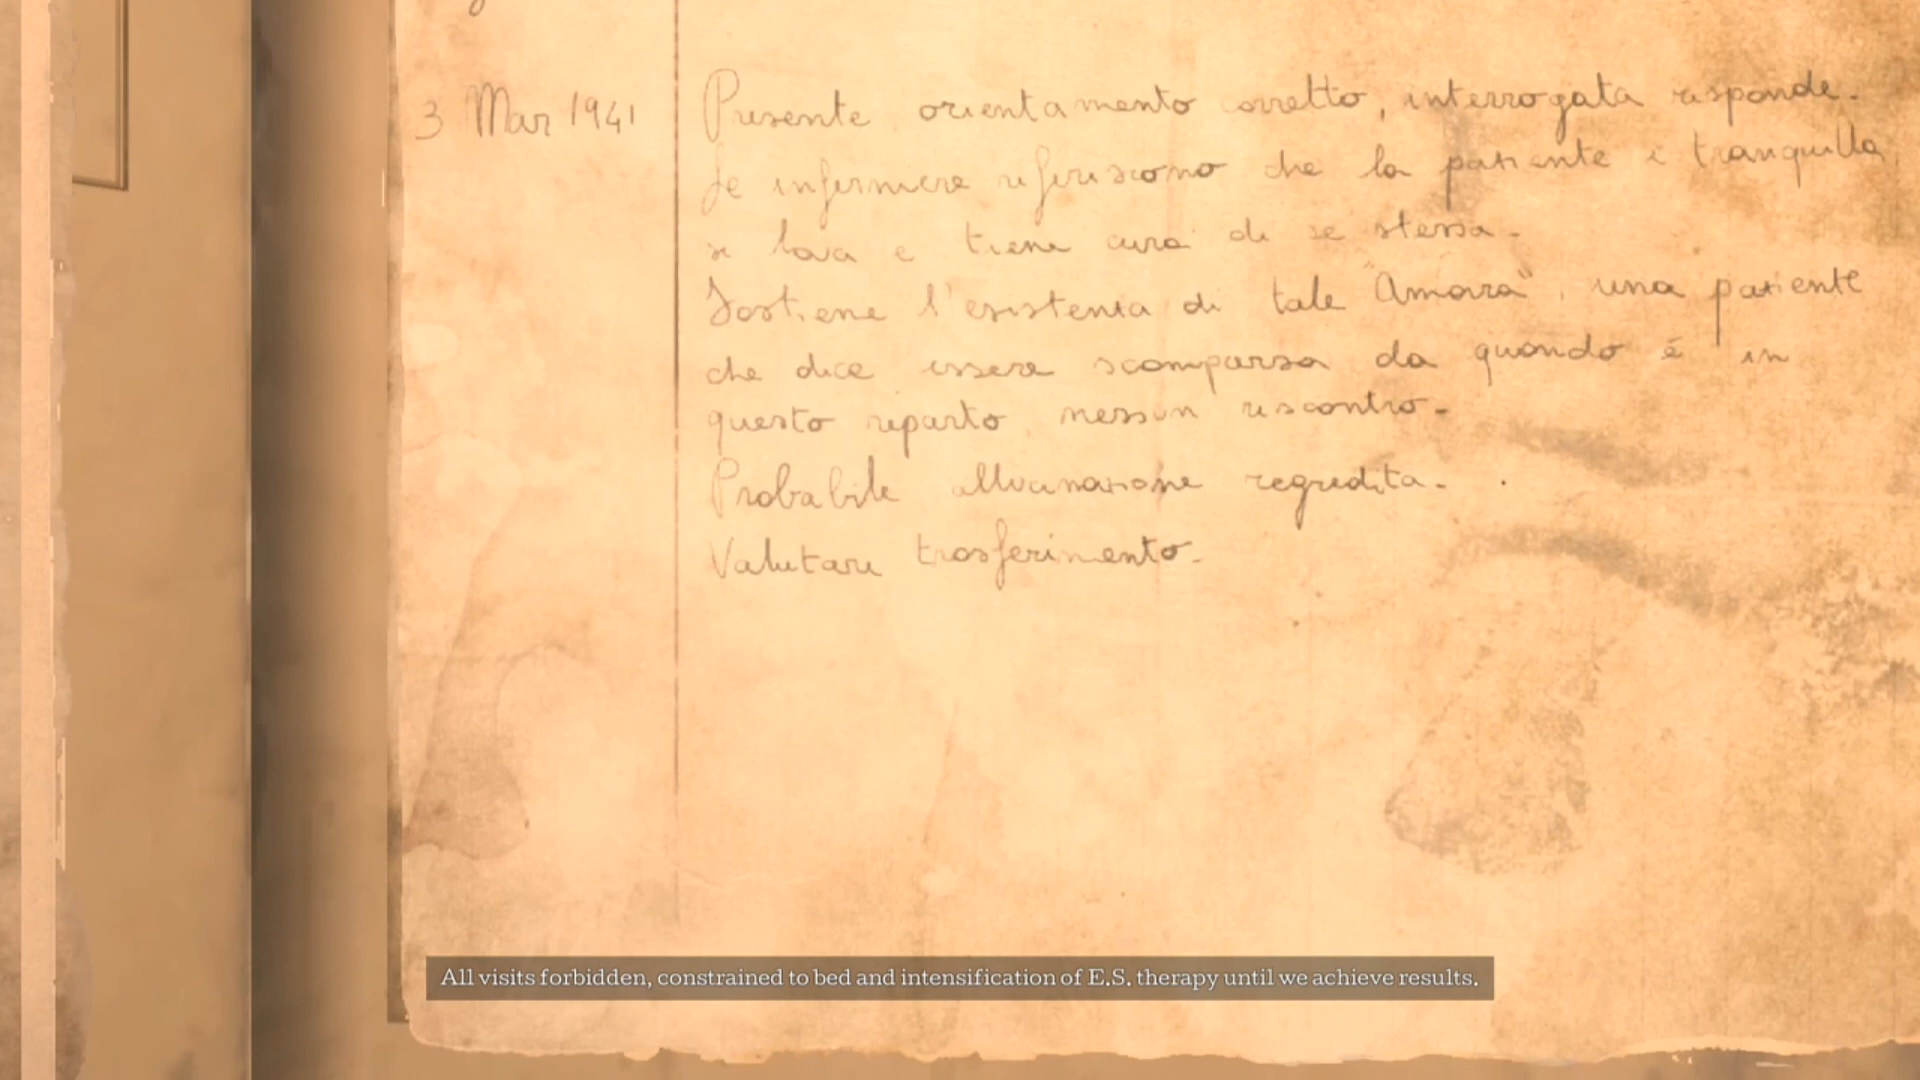 3 Mar 1941
Presente, orientamento corretto, interrogata risponde.
Le infermiere riferiscono che la paziente è tranquilla,
si lava e tiene cura di se stessa.
Sostiene l'esistenza di tale "Amara", una paziente
che dice essere scomparsa da quando é in
questo reparto, nessun riscontro.
Probabile allucinazione regredita.
Valutare trasferimento.
All visits forbidden, constrained to bed and intensification of E.S. therapy until we achieve results.